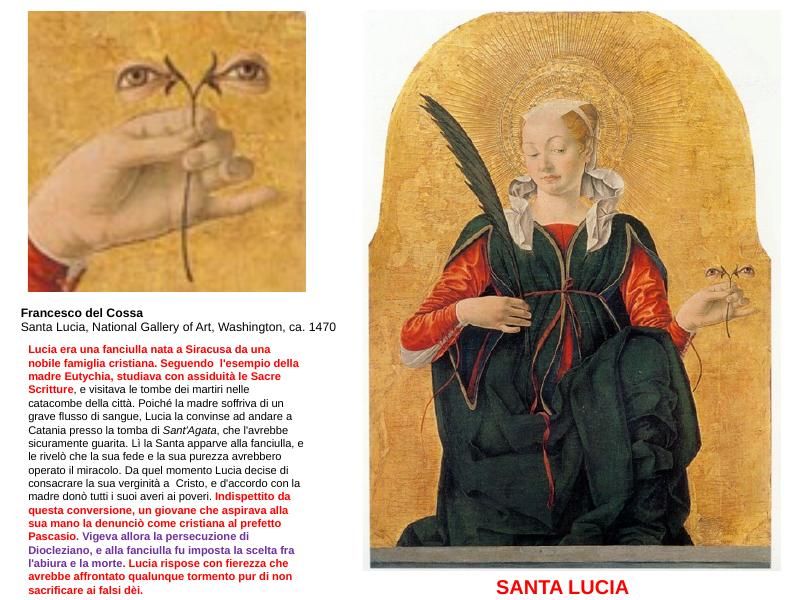 Francesco del Cossa
Santa Lucia, National Gallery of Art, Washington, ca. 1470
Lucia era una fanciulla nata a Siracusa da una
nobile famiglia cristiana. Seguendo l'esempio della
madre Eutychia, studiava con assiduità le Sacre
Scritture, e visitava le tombe dei martiri nelle
catacombe della città. Poiché la madre soffriva di un
grave flusso di sangue, Lucia la convinse ad andare a
Catania presso la tomba di Sant'Agata, che l'avrebbe
sicuramente guarita. Lì la Santa apparve alla fanciulla, e
le rivelò che la sua fede e la sua purezza avrebbero
operato il miracolo. Da quel momento Lucia decise di
consacrare la sua verginità a Cristo, e d'accordo con la
madre donò tutti i suoi averi ai poveri. Indispettito da
questa conversione, un giovane che aspirava alla
sua mano la denunciò come cristiana al prefetto
Pascasio. Vigeva allora la persecuzione di
Diocleziano, e alla fanciulla fu imposta la scelta fra
l'abiura e la morte. Lucia rispose con fierezza che
avrebbe affrontato qualunque tormento pur di non
sacrificare ai falsi dèi.
SANTA LUCIA